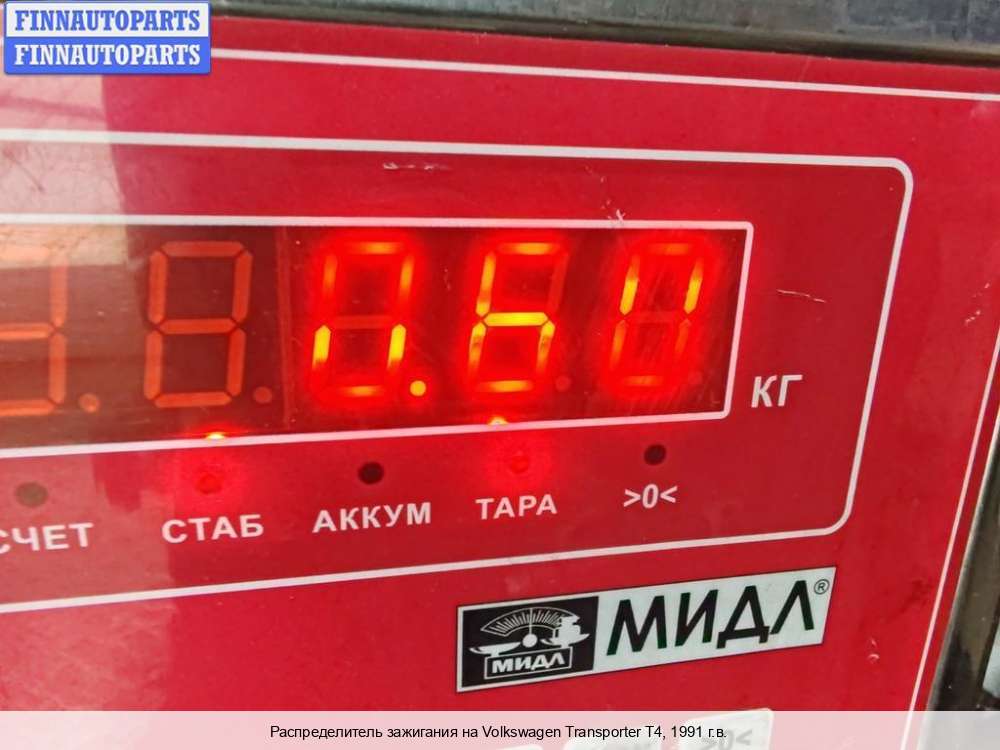 FINNAUTOPARTS
FINNAUTOPARTS
0.60
КГ
СЧЕТ
СТАБ
АККУМ
ТАРА
>0<
МИДЛ
МИДЛ®
Распределитель зажигания на Volkswagen Transporter T4, 1991 г.в.